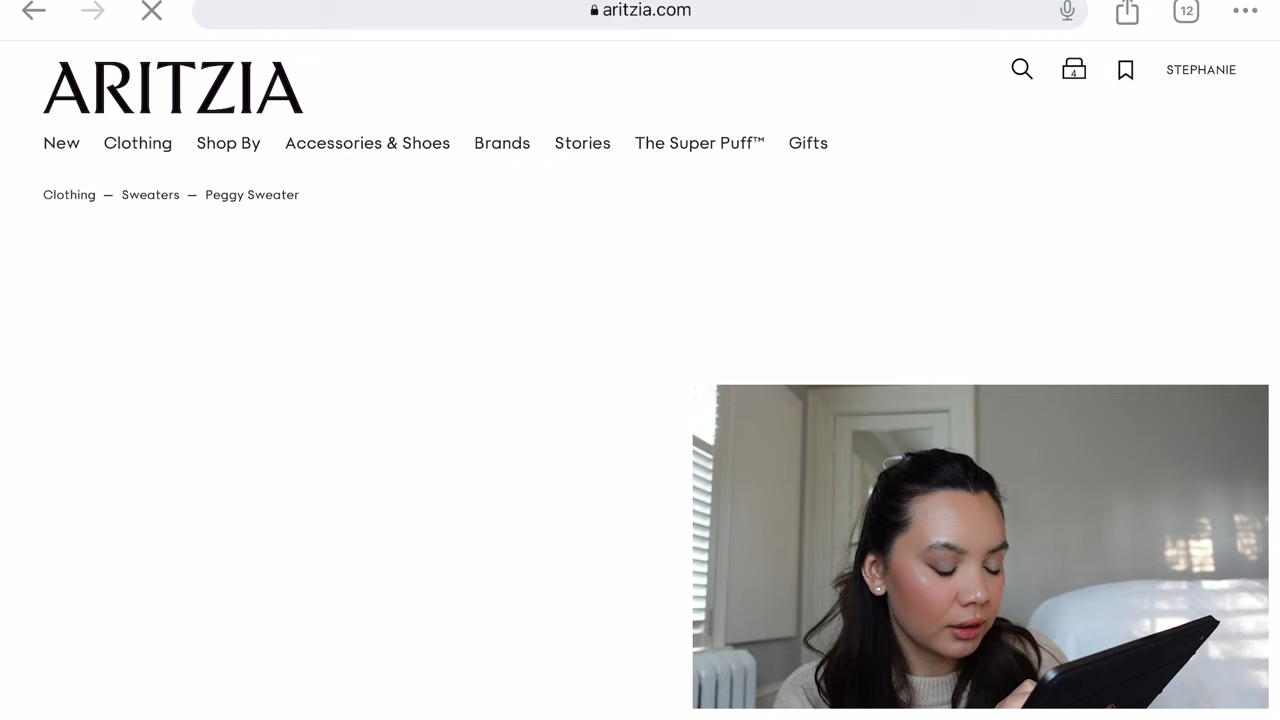 aritzia.com
12
ARITZIA
4
STEPHANIE
New Clothing Shop By Accessories & Shoes Brands Stories The Super Puff™ Gifts
Clothing — Sweaters — Peggy Sweater